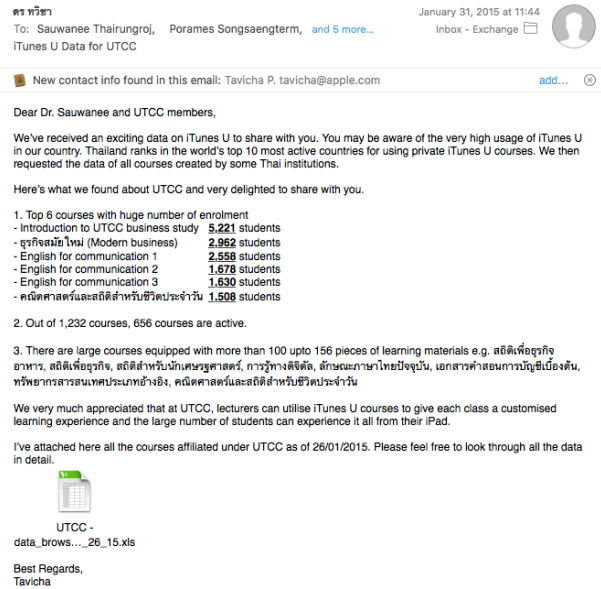 ดร ทวิชา
January 31, 2015 at 11:44
To: Sauwanee Thairungroj, Porames Songsaengterm, and 5 more...
Inbox - Exchange
iTunes U Data for UTCC
New contact info found in this email: Tavicha P. tavicha@apple.com
add...
Dear Dr. Sauwanee and UTCC members,
We've received an exciting data on iTunes U to share with you. You may be aware of the very high usage of iTunes U
in our country. Thailand ranks in the world's top 10 most active countries for using private iTunes U courses. We then
requested the data of all courses created by some Thai institutions.
Here's what we found about UTCC and very delighted to share with you.
1. Top 6 courses with huge number of enrolment
- Introduction to UTCC business study 5,221 students
- ธุรกิจสมัยใหม่ (Modern business) 2,962 students
- English for communication 1 2,558 students
- English for communication 2 1,678 students
- English for communication 3 1,630 students
- คณิตศาสตร์และสถิติสำหรับชีวิตประจำวัน 1,508 students
2. Out of 1,232 courses, 656 courses are active.
3. There are large courses equipped with more than 100 upto 156 pieces of learning materials e.g. สถิติเพื่อธุรกิจ
อาหาร, สถิติเพื่อธุรกิจ, สถิติสำหรับนักเศรษฐศาสตร์, การรู้ทางดิจิตัล, ลักษณะภาษาไทยปัจจุบัน, เอกสารคำสอนการบัญชีเบื้องต้น,
ทรัพยากรสารสนเทศประเภทอ้างอิง, คณิตศาสตร์และสถิติสำหรับชีวิตประจำวัน
We very much appreciated that at UTCC, lecturers can utilise iTunes U courses to give each class a customised
learning experience and the large number of students can experience it all from their iPad.
I've attached here all the courses affiliated under UTCC as of 26/01/2015. Please feel free to look through all the data
in detail.
UTCC -
data_brows..._26_15.xls
Best Regards,
Tavicha